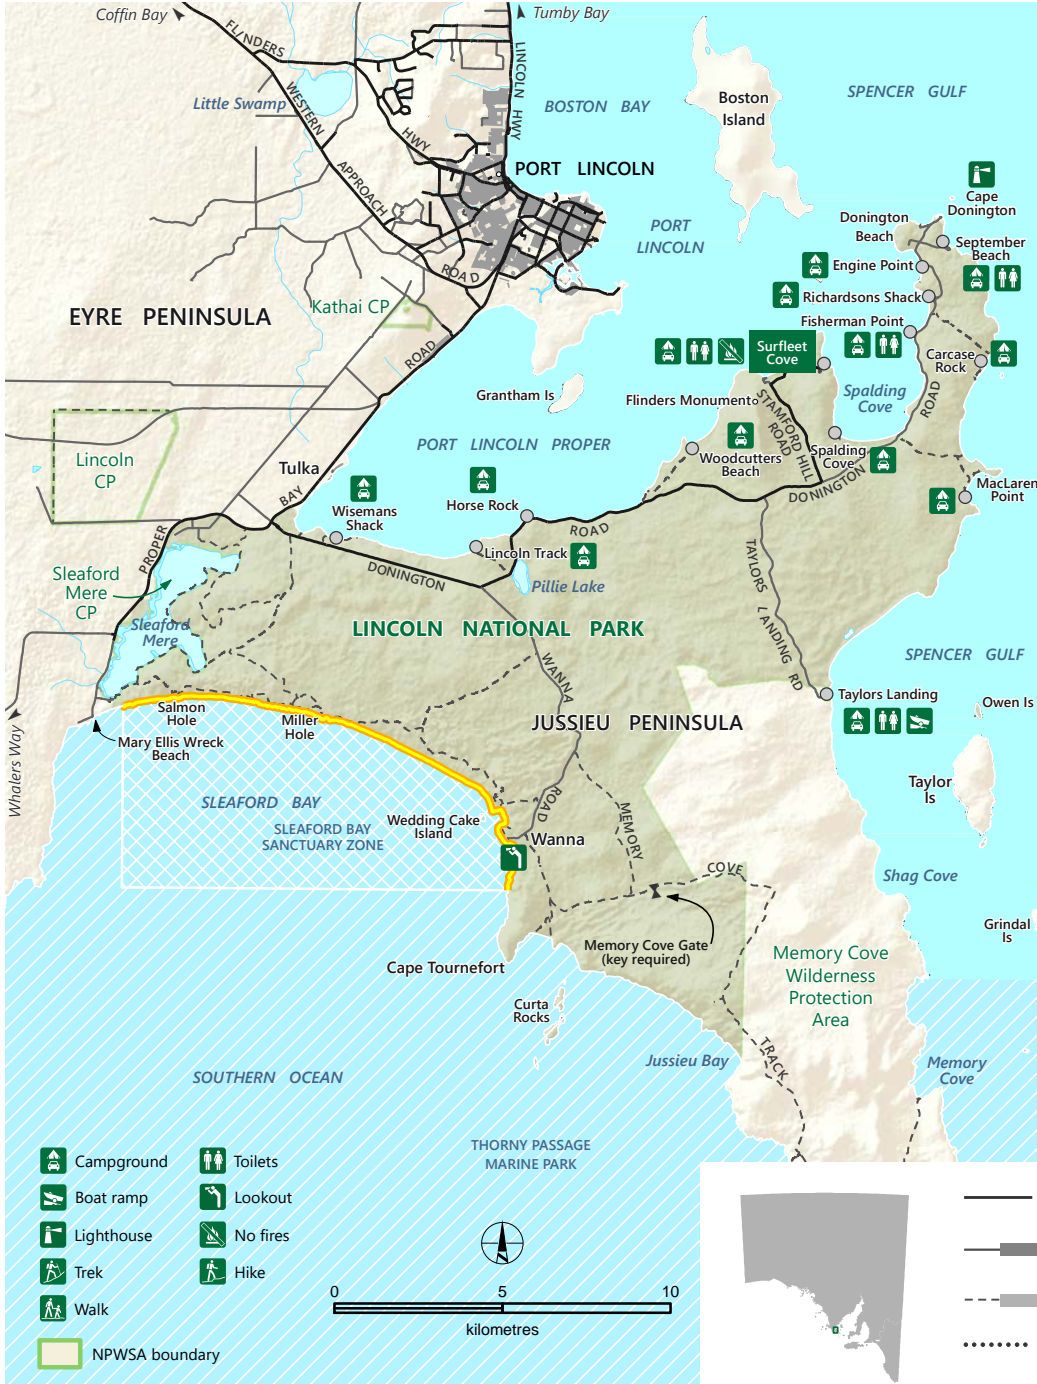 Coffin Bay
Tumby Bay
FLINDERS
HWY
LINCOLN HWY
WESTERN
APPROACH
ROAD
Little Swamp
BOSTON BAY
Boston
Island
SPENCER GULF
PORT LINCOLN
PORT
LINCOLN
Cape
Donington
Donington
Beach
September
Beach
Engine Point
Richardsons Shack
Fisherman Point
Kathai CP
EYRE PENINSULA
ROAD
Surfleet
Cove
Carcase
Rock
Spalding
Cove
ROAD
Grantham Is
Flinders Monument
STAMFORD HILL
ROAD
PORT LINCOLN PROPER
Woodcutters
Beach
Spalding
Cove
DONINGTON
Lincoln
CP
Tulka
BAY
Wisemans
Shack
Horse Rock
MacLaren
Point
PROPER
ROAD
Lincoln Track
DONINGTON
Pillie Lake
TAYLORS LANDING RD
Sleaford
Mere
CP
Sleaford
Mere
LINCOLN NATIONAL PARK
WANNA
ROAD
SPENCER GULF
Taylors Landing
Owen Is
Salmon
Hole
Miller
Hole
JUSSIEU PENINSULA
Mary Ellis Wreck
Beach
Whalers Way
SLEAFORD BAY
SLEAFORD BAY
SANCTUARY ZONE
Wedding Cake
Island
Wanna
MEMORY
COVE
TRACK
Taylor
Is
Shag Cove
Grindal
Is
Memory Cove Gate
(key required)
Memory Cove
Wilderness
Protection
Area
Cape Tournefort
Curta
Rocks
Jussieu Bay
Memory
Cove
SOUTHERN OCEAN
THORNY PASSAGE
MARINE PARK
Campground
Toilets
Boat ramp
Lookout
Lighthouse
No fires
Trek
Hike
Walk
NPWSA boundary
0 5 10
kilometres